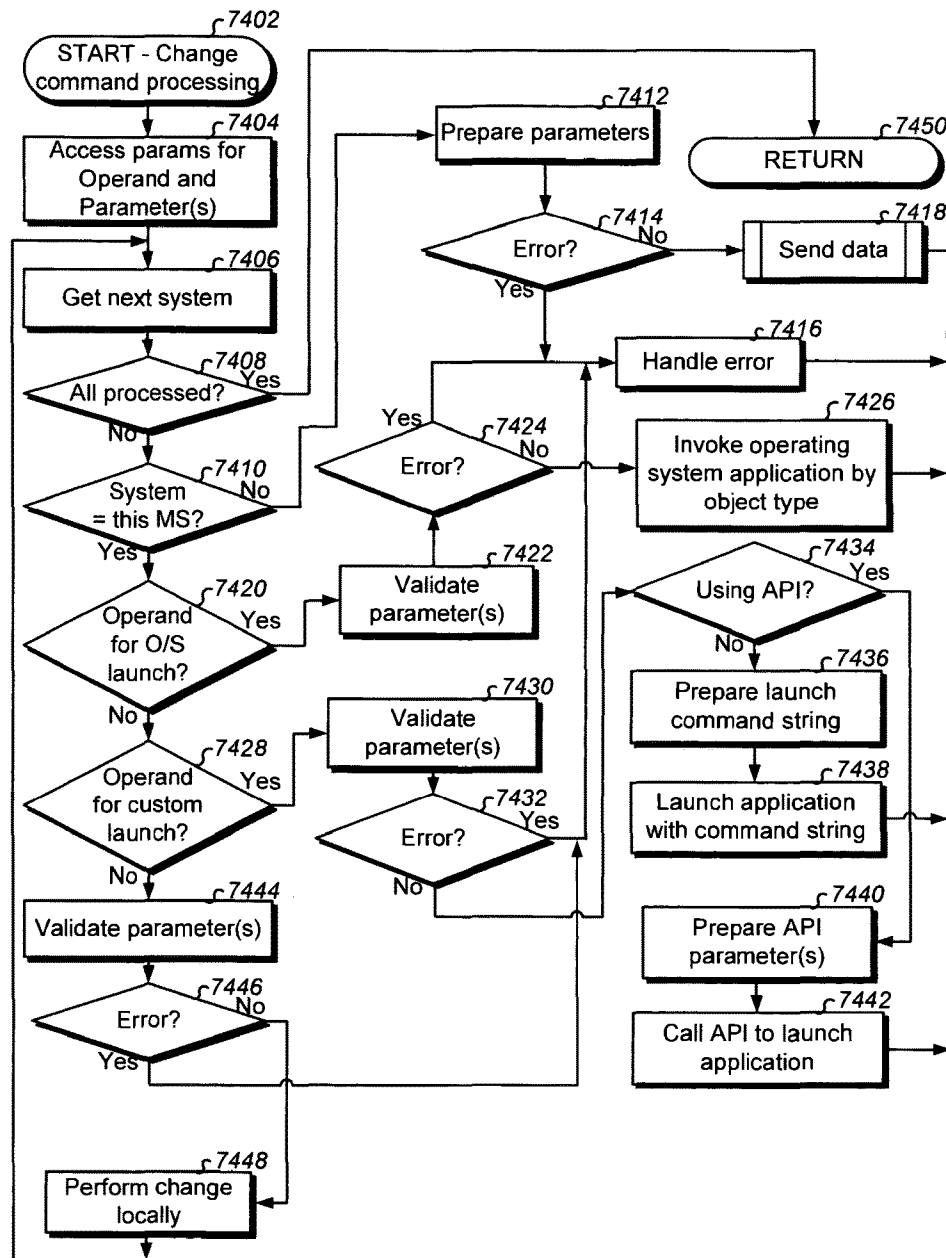 7402
START - Change
command processing
7404
Access params for
Operand and
Parameter(s)
7406
Get next system
7408
All processed?
Yes
No
7410
System
= this MS?
No
Yes
7412
Prepare parameters
7414
Error?
No
Yes
7450
RETURN
7418
Send data
7416
Handle error
7420
Operand
for O/S
launch?
Yes
No
7422
Validate
parameter(s)
7424
Error?
Yes
No
7426
Invoke operating
system application by
object type
7428
Operand
for custom
launch?
Yes
No
7430
Validate
parameter(s)
7432
Error?
Yes
No
7434
Using API?
Yes
No
7436
Prepare launch
command string
7438
Launch application
with command string
7440
Prepare API
parameter(s)
7442
Call API to launch
application
7444
Validate parameter(s)
7446
Error?
No
Yes
7448
Perform change
locally